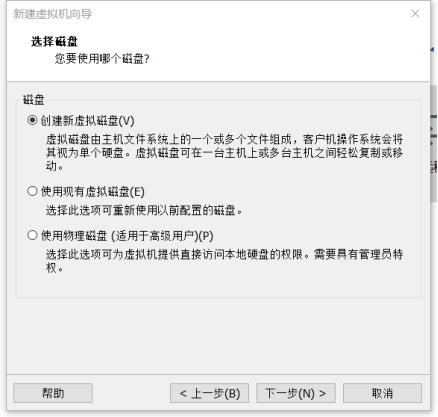 新建虚拟机向导
选择磁盘
您要使用哪个磁盘?
磁盘
创建新虚拟磁盘(V)
虚拟磁盘由主机文件系统上的一个或多个文件组成，客户机操作系统会将
其视为单个硬盘。虚拟磁盘可在一台主机上或多台主机之间轻松复制或移
动。
使用现有虚拟磁盘(E)
选择此选项可重新使用以前配置的磁盘。
使用物理磁盘 (适用于高级用户)(P)
选择此选项可为虚拟机提供直接访问本地硬盘的权限。需要具有管理员特
权。
帮助
< 上一步(B)
下一步(N) >
取消